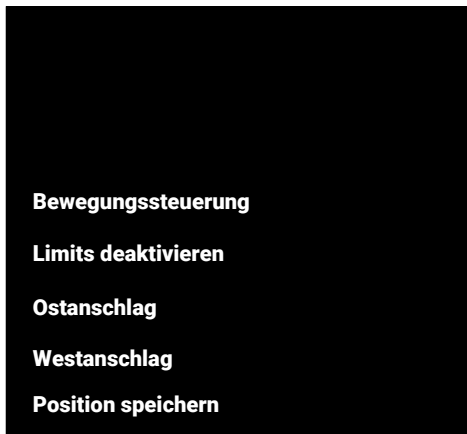 Bewegungssteuerung
Limits deaktivieren
Ostanschlag
Westanschlag
Position speichern